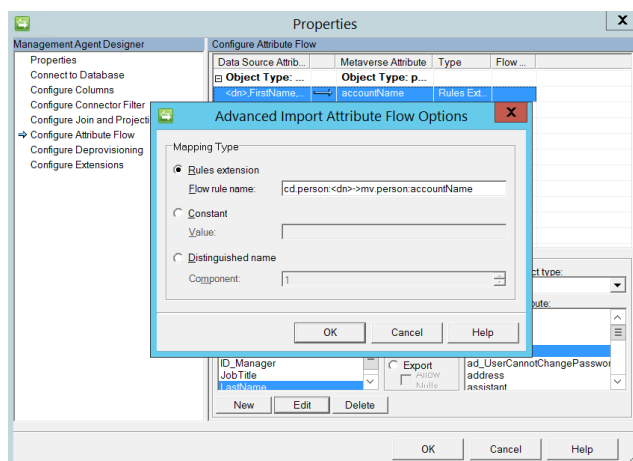 Properties
X
Management Agent Designer
Properties
Connect to Database
Configure Columns
Configure Connector Filter
Configure Join and Projecti
Configure Attribute Flow
Configure Deprovisioning
Configure Extensions
Configure Attribute Flow
Data Source Attrib... Metaverse Attribute Type Flow ...
Object Type: ... Object Type: p...
<dn>,FirstName,... accountName Rules Ext...
Advanced Import Attribute Flow Options
X
Mapping Type
Rules extension
Flow rule name: cd.person:<dn>->mv.person:accountName
Constant
Value:
Distinguished name
Component: 1
OK Cancel Help
ct type:
bute:
ID_Manager
JobTitle
LastName
Export
Allow
Nulls
ad_UserCannotChangePasswor
address
assistant
New Edit Delete
OK Cancel Help